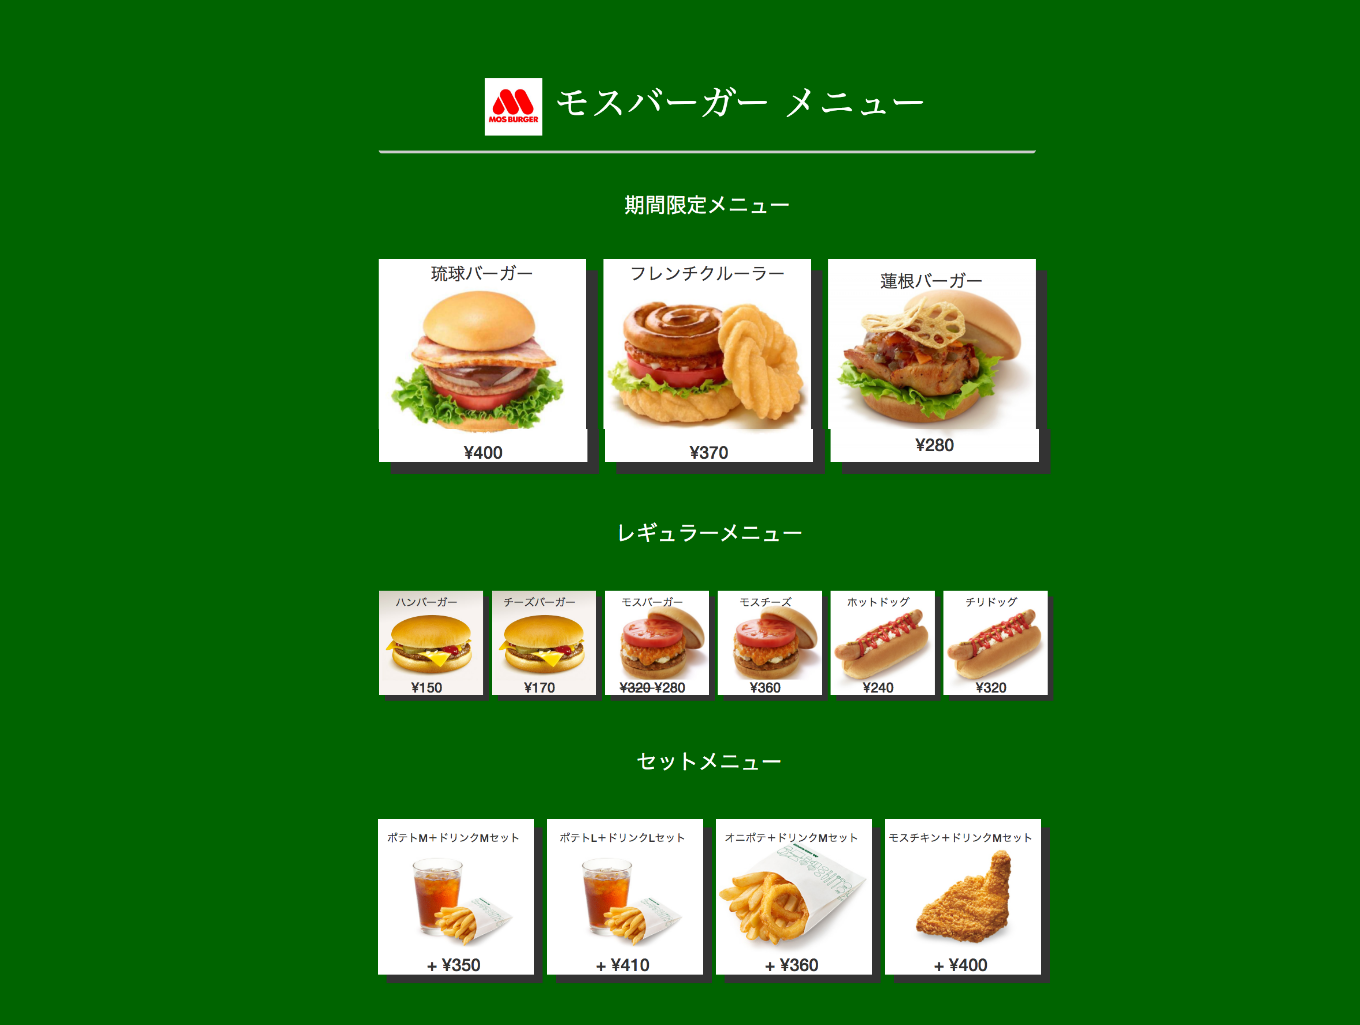 MOS BURGER
モスバーガー メニュー
期間限定メニュー
琉球バーガー
フレンチクルーラー
蓮根バーガー
¥400
¥370
¥280
レギュラーメニュー
ハンバーガー
チーズバーガー
モスバーガー
モスチーズ
ホットドッグ
チリドッグ
¥150
¥170
¥320 ¥280
¥360
¥240
¥320
セットメニュー
ポテトM＋ドリンクMセット
ポテトL＋ドリンクLセット
オニポテ＋ドリンクMセット
モスチキン＋ドリンクMセット
+ ¥350
+ ¥410
+ ¥360
+ ¥400